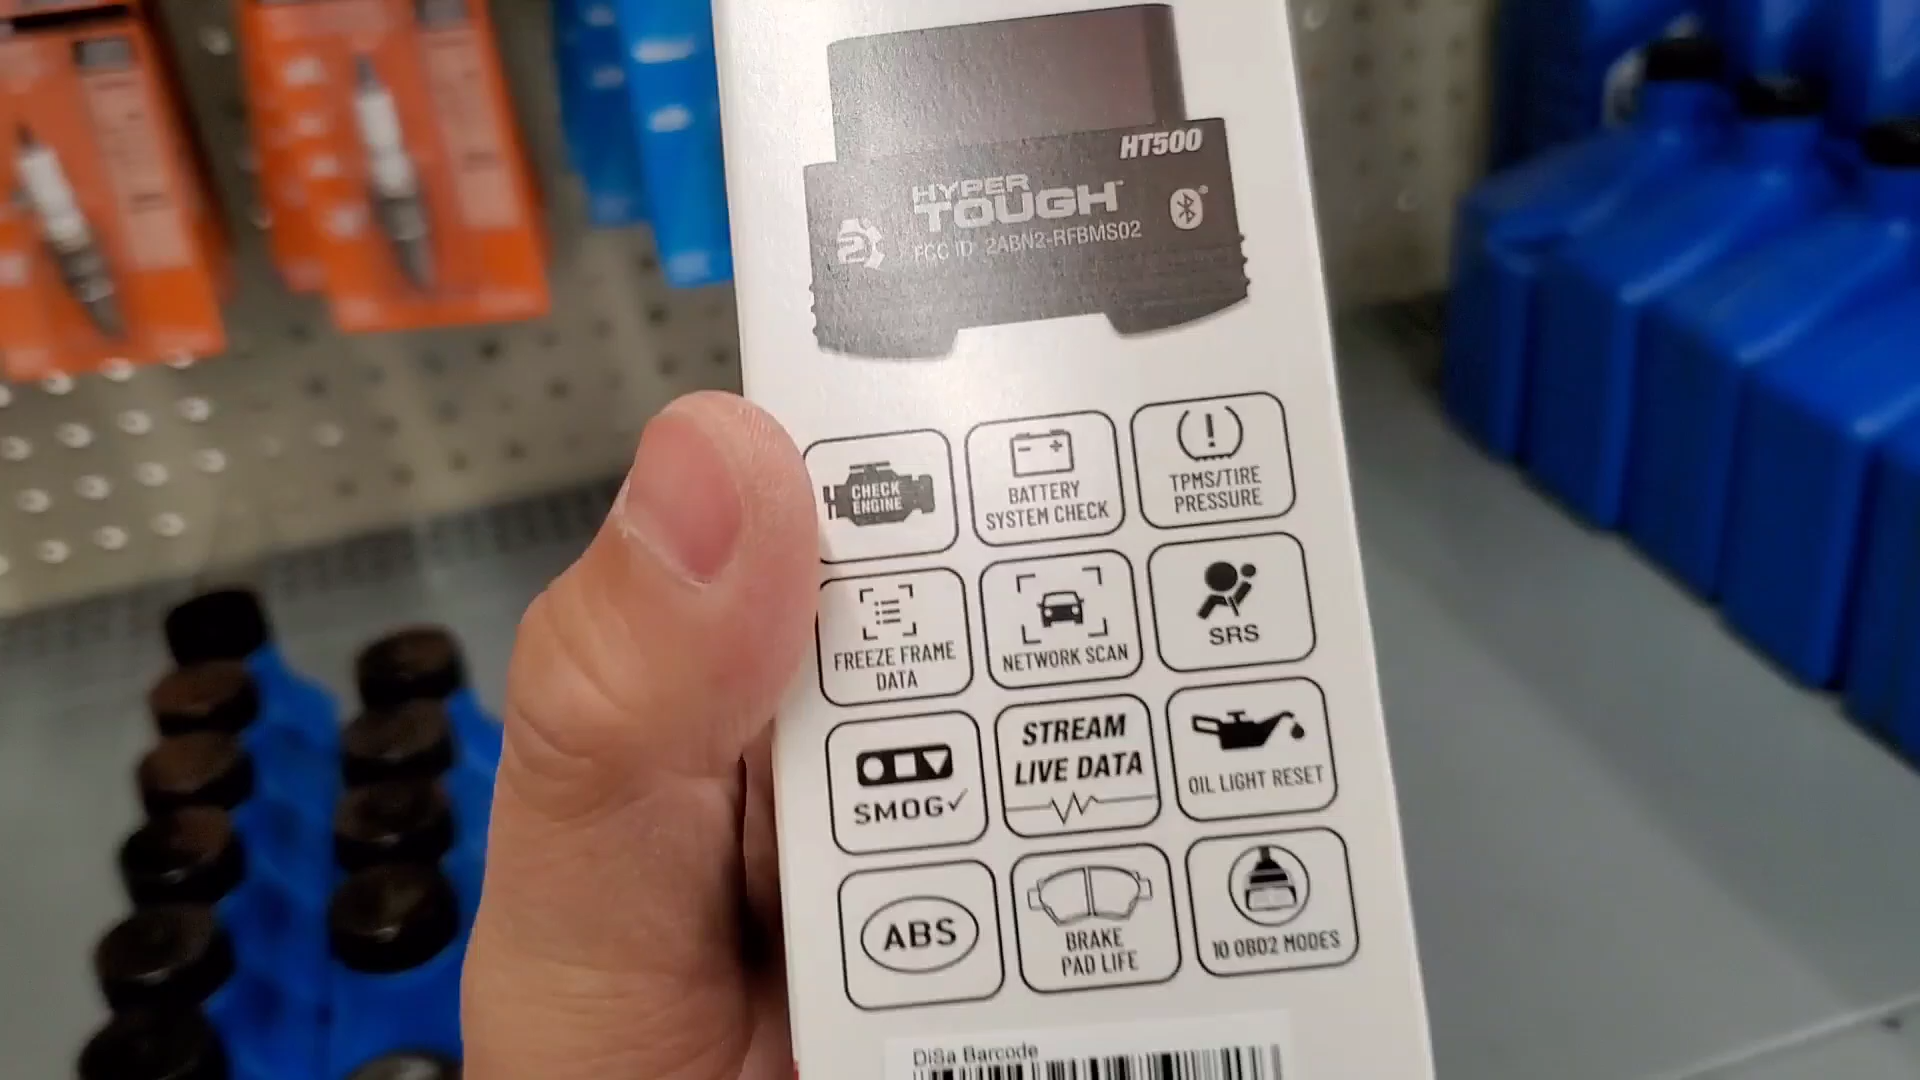 HT500
HYPER
TOUGH
FCC ID 2ABN2-RFBMS02
CHECK
ENGINE
BATTERY
SYSTEM CHECK
TPMS/TIRE
PRESSURE
FREEZE FRAME
DATA
NETWORK SCAN
SRS
SMOG✓
STREAM
LIVE DATA
OIL LIGHT RESET
ABS
BRAKE
PAD LIFE
10 OBD2 MODES
DiSa Barcode